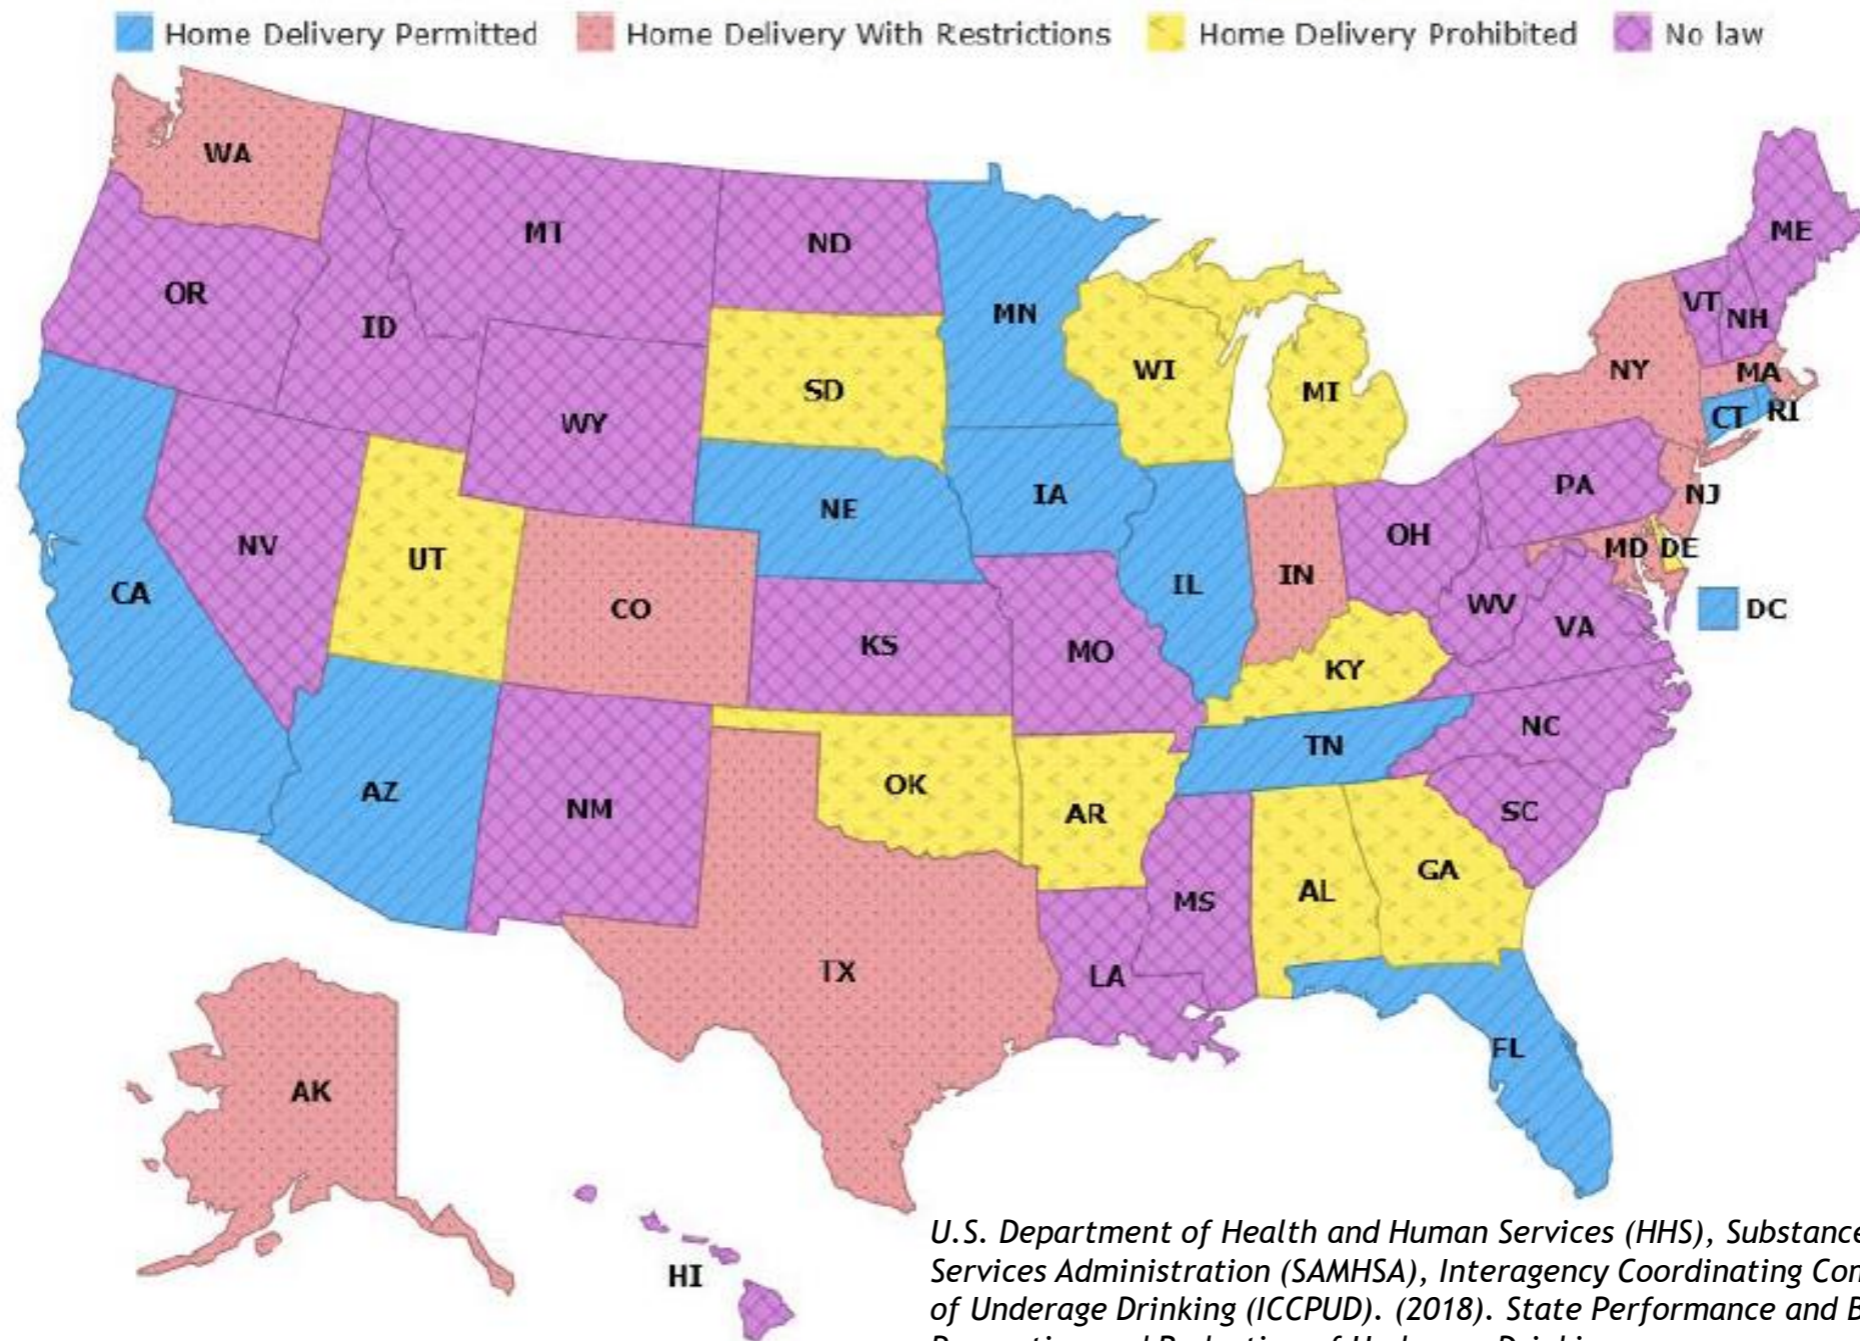 Home Delivery Permitted Home Delivery With Restrictions Home Delivery Prohibited No law
WA
MT
ND
MN
ME
OR
ID
VT
NH
WY
SD
WI
MI
NY
MA
CT
RI
NE
IA
PA
NJ
NV
UT
OH
MD
DE
CA
CO
IL
IN
WV
DC
KS
MO
VA
KY
NC
TN
AZ
NM
OK
AR
SC
MS
AL
GA
TX
LA
FL
AK
HI
U.S. Department of Health and Human Services (HHS), Substance
Services Administration (SAMHSA), Interagency Coordinating
of Underage Drinking (ICCPUD). (2018). State Performance and